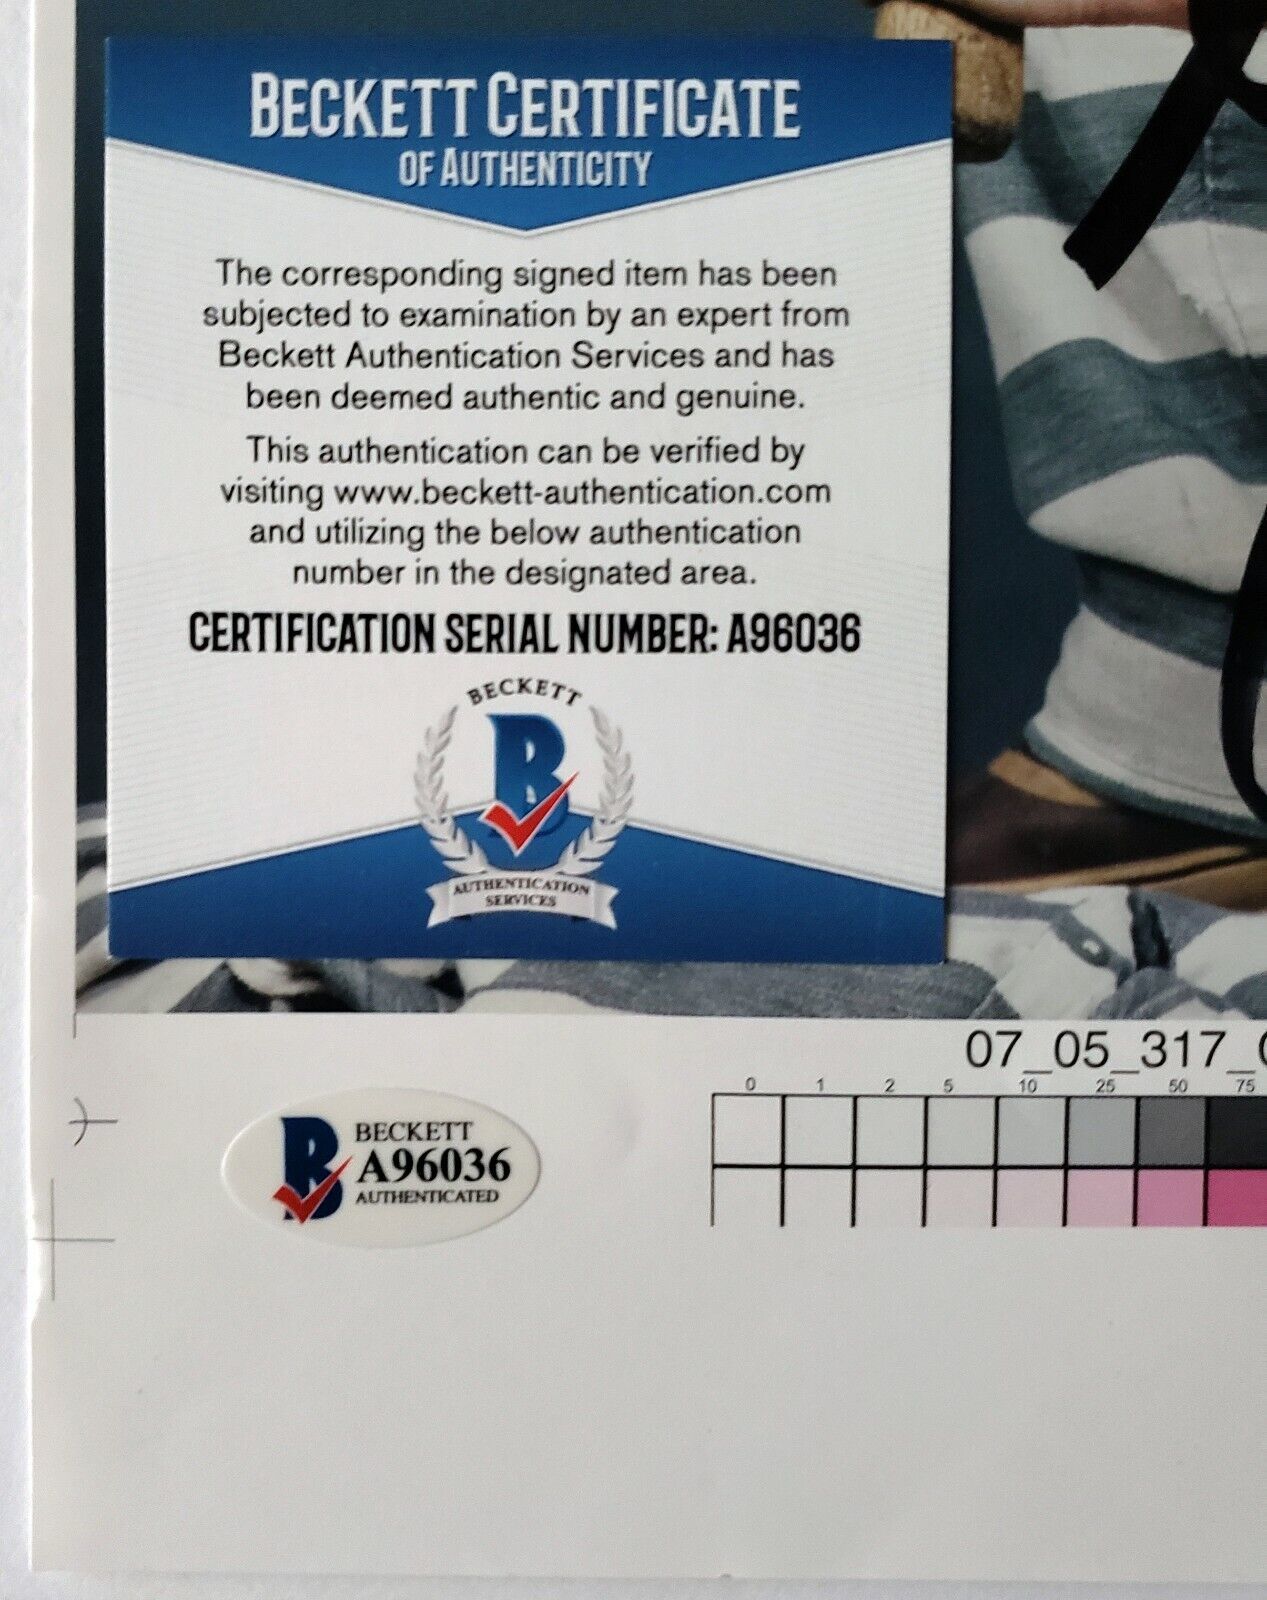 BECKETT CERTIFICATE
OF AUTHENTICITY
The corresponding signed item has been
subjected to examination by an expert from
Beckett Authentication Services and has
been deemed authentic and genuine.
This authentication can be verified by
visiting www.beckett-authentication.com
and utilizing the below authentication
number in the designated area.
CERTIFICATION SERIAL NUMBER: A96036
BECKETT
B
AUTHENTICATION
SERVICES
07_05_317_
0 1 2 5 10 25 50 75
B
BECKETT
A96036
AUTHENTICATED